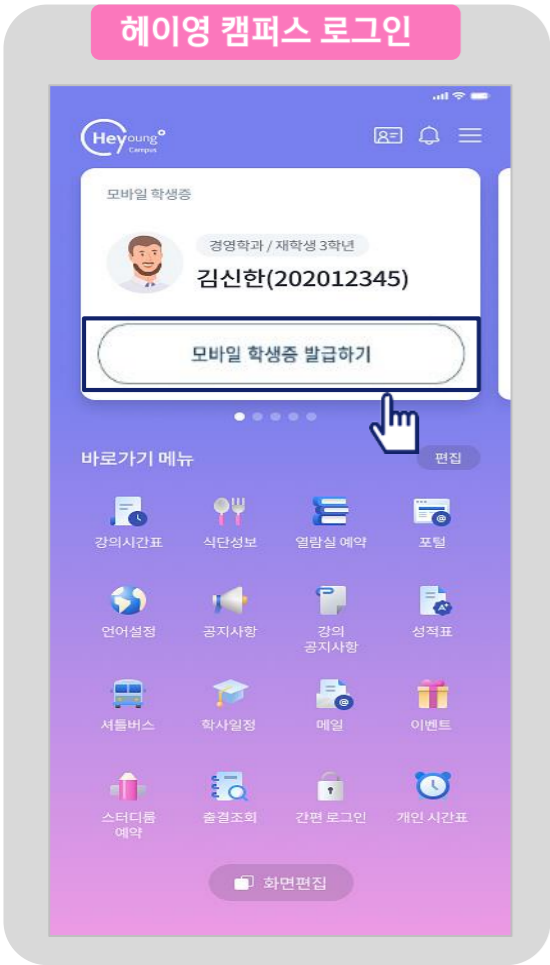 헤이영 캠퍼스 로그인
Heyoung
Campus
모바일 학생증
경영학과 / 재학생 3학년
김신한(202012345)
모바일 학생증 발급하기
바로가기 메뉴
편집
강의시간표
식단정보
열람실 예약
포털
언어설정
공지사항
강의
공지사항
성적표
셔틀버스
학사일정
메일
이벤트
스터디룸
예약
출결조회
간편 로그인
개인 시간표
화면편집